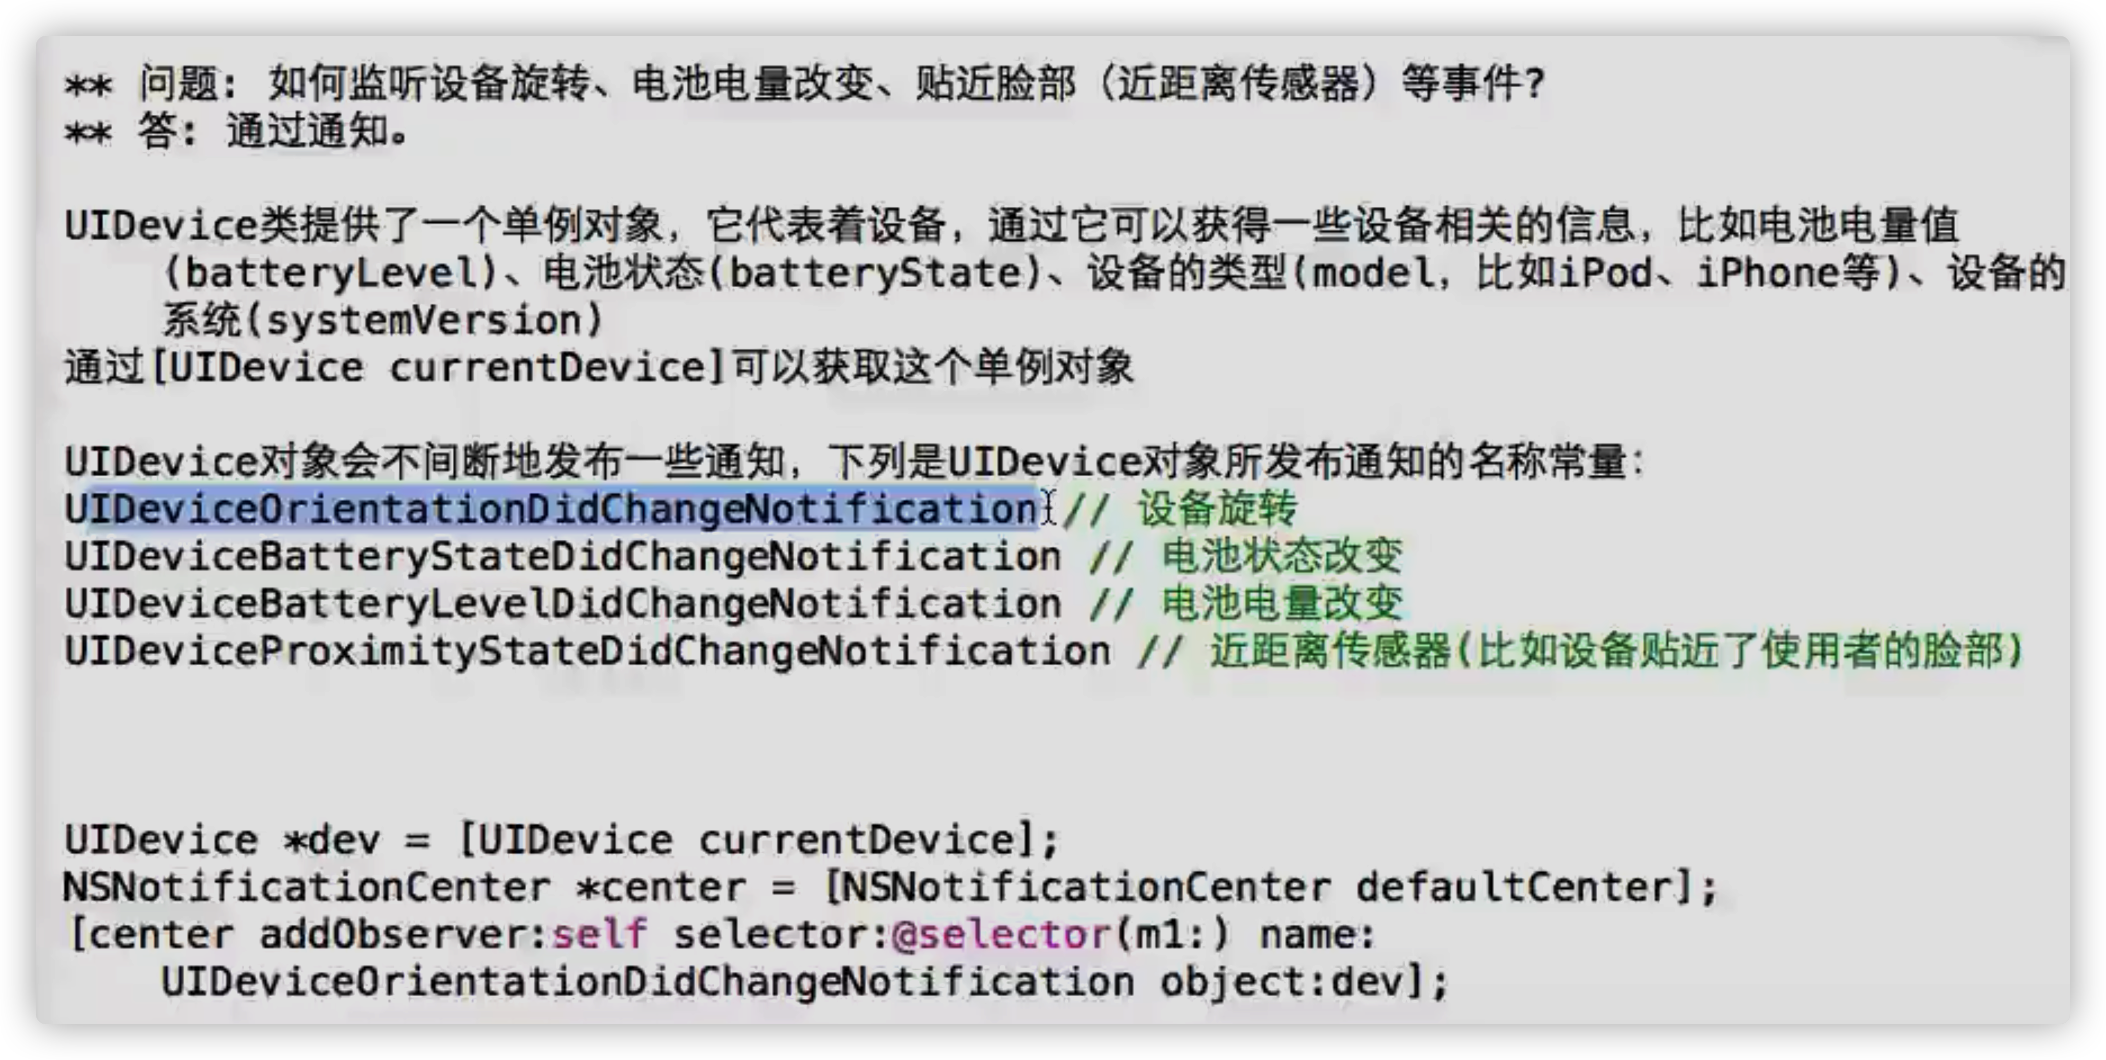 ** 问题: 如何监听设备旋转、电池电量改变、贴近脸部（近距离传感器）等事件?
** 答: 通过通知。
UIDevice类提供了一个单例对象，它代表着设备，通过它可以获得一些设备相关的信息，比如电池电量值
(batteryLevel)、电池状态(batteryState)、设备的类型(model，比如iPod、iPhone等)、设备的
系统(systemVersion)
通过[UIDevice currentDevice]可以获取这个单例对象
UIDevice对象会不间断地发布一些通知，下列是UIDevice对象所发布通知的名称常量:
UIDeviceOrientationDidChangeNotification // 设备旋转
UIDeviceBatteryStateDidChangeNotification // 电池状态改变
UIDeviceBatteryLevelDidChangeNotification // 电池电量改变
UIDeviceProximityStateDidChangeNotification // 近距离传感器(比如设备贴近了使用者的脸部)
UIDevice *dev = [UIDevice currentDevice];
NSNotificationCenter *center = [NSNotificationCenter defaultCenter];
[center addObserver:self selector:@selector(m1:) name:
UIDeviceOrientationDidChangeNotification object:dev];